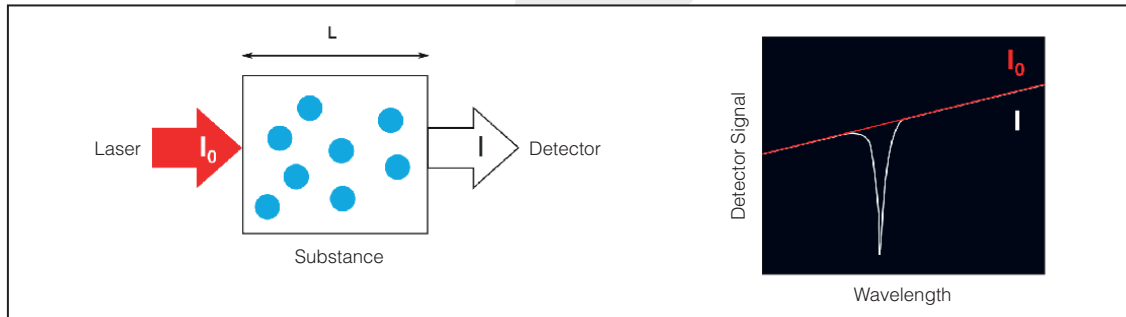 L
Laser
I₀
I
Detector
Substance
Detector Signal
I₀
I
Wavelength